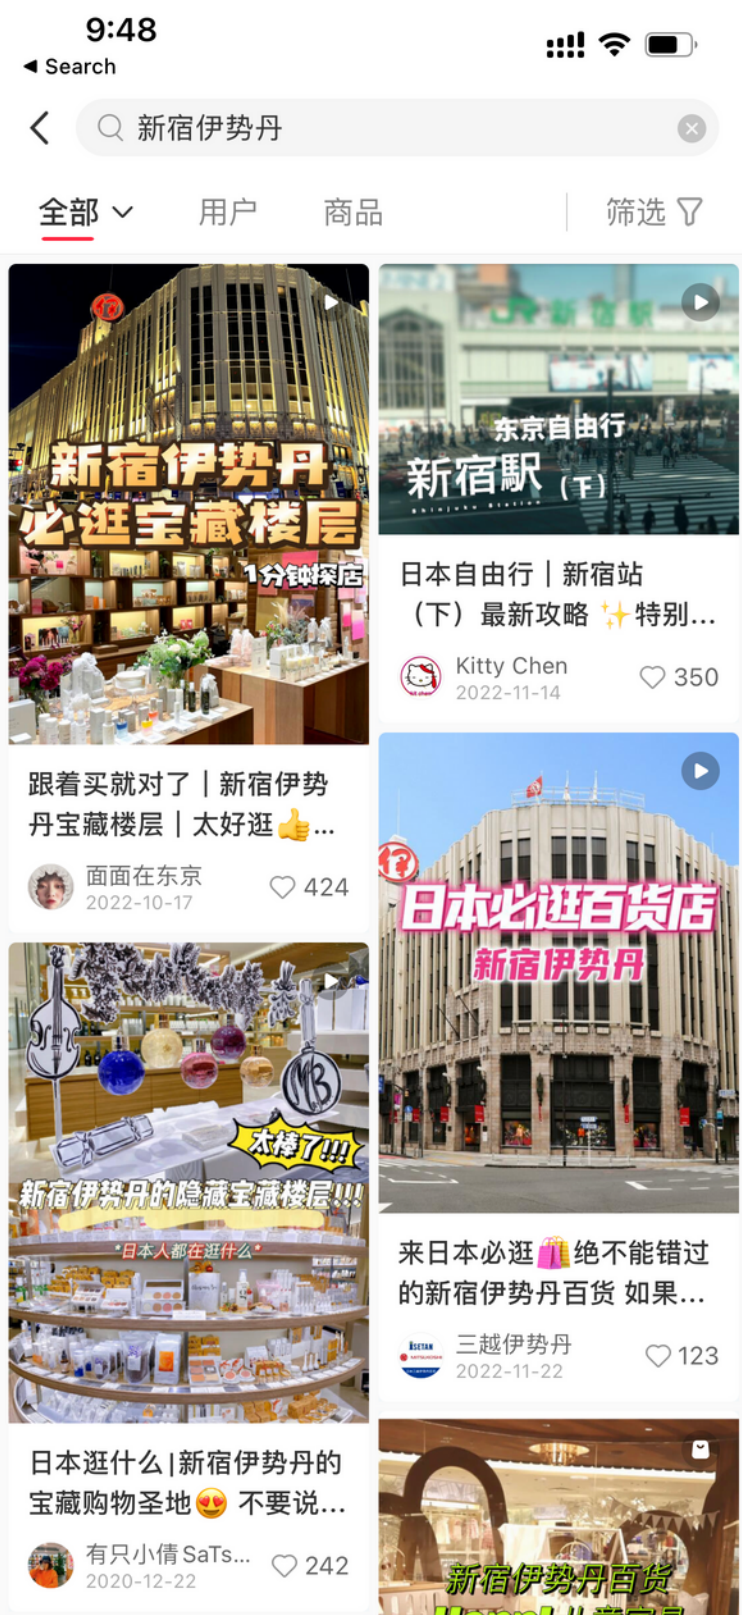 9:48
◀ Search
新宿伊势丹
全部
用户
商品
筛选
新宿伊势丹
必逛宝藏楼层
1分钟探店
跟着买就对了｜新宿伊势
丹宝藏楼层｜太好逛👍...
面面在东京
2022-10-17
424
东京自由行
新宿駅（下）
Shinjuku Station
日本自由行｜新宿站
（下）最新攻略 ✨特别...
Kitty Chen
2022-11-14
350
伊
日本必逛百货店
新宿伊势丹
来日本必逛🛍️绝不能错过
的新宿伊势丹百货 如果...
ISETAN
MITSUKOSHI
三越伊势丹
2022-11-22
123
MB
太棒了!!!
新宿伊势丹的隐藏宝藏楼层!!!
*日本人都在逛什么*
日本逛什么|新宿伊势丹的
宝藏购物圣地😍 不要说...
有只小倩SaTs...
2020-12-22
242
新宿伊势丹百货